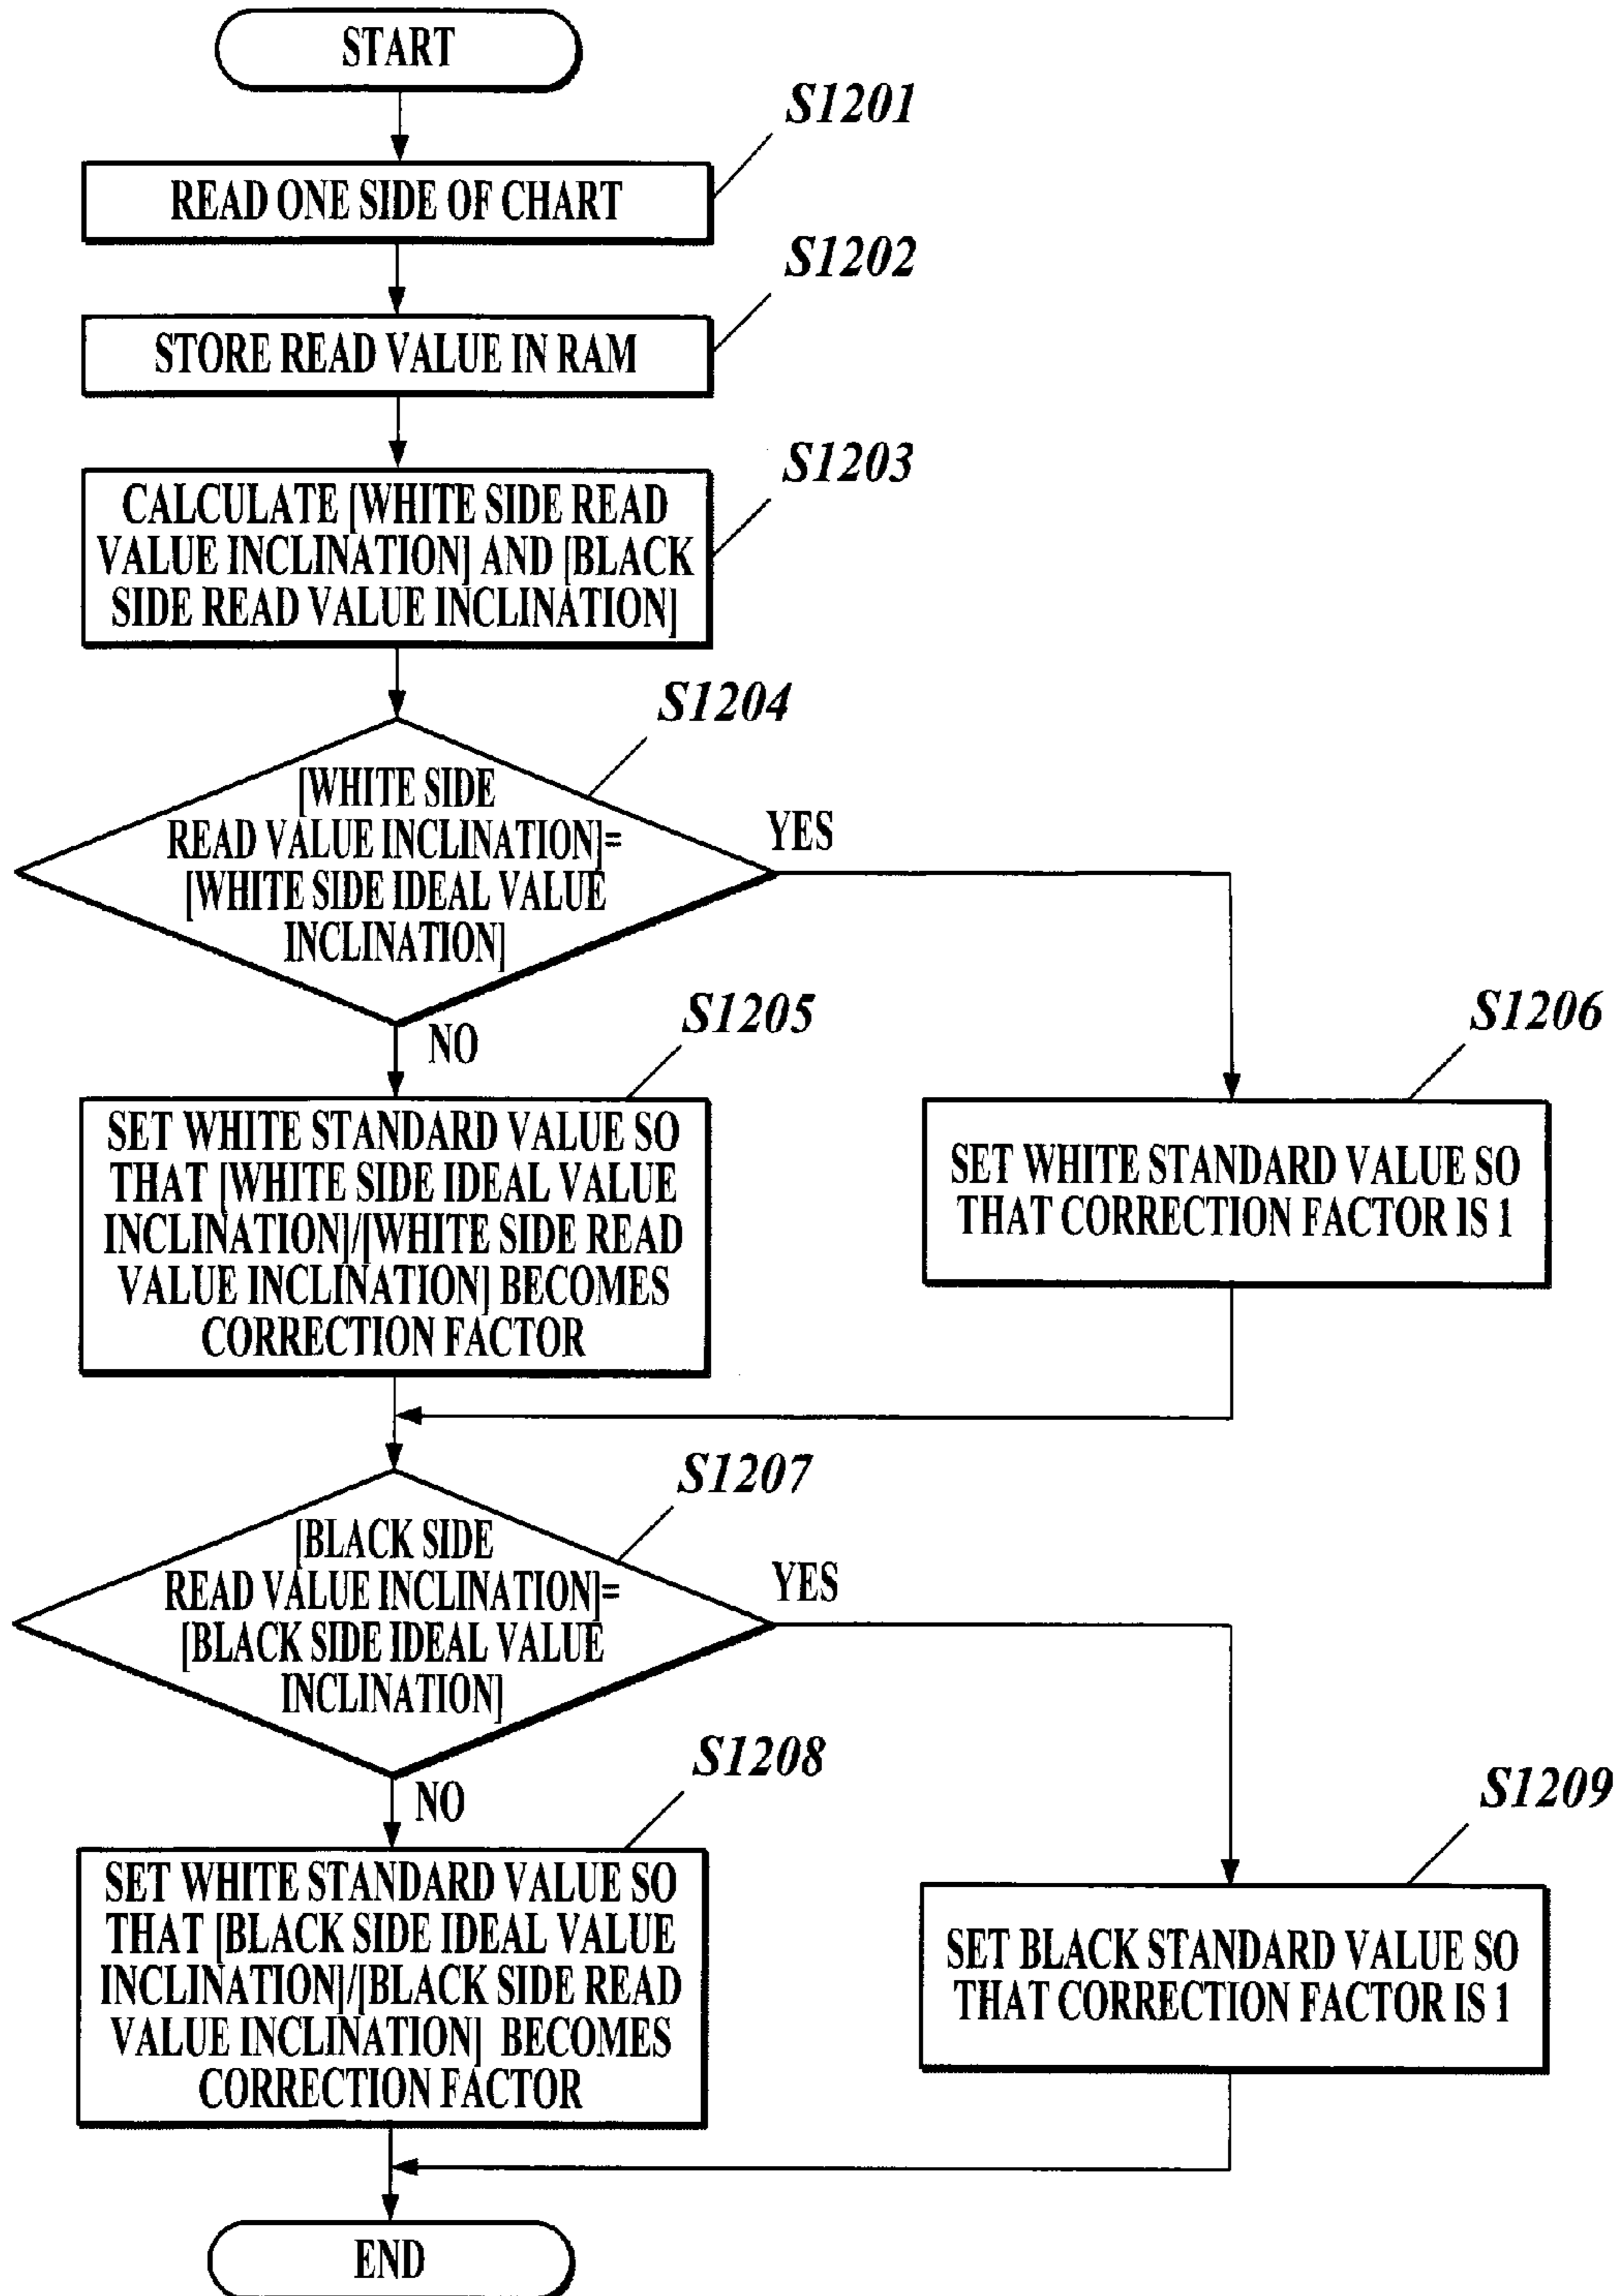 START
S1201
READ ONE SIDE OF CHART
S1202
STORE READ VALUE IN RAM
S1203
CALCULATE [WHITE SIDE READ
VALUE INCLINATION] AND [BLACK
SIDE READ VALUE INCLINATION]
S1204
[WHITE SIDE
READ VALUE INCLINATION]=
[WHITE SIDE IDEAL VALUE
INCLINATION]
YES
NO
S1205
SET WHITE STANDARD VALUE SO
THAT [WHITE SIDE IDEAL VALUE
INCLINATION]/[WHITE SIDE READ
VALUE INCLINATION] BECOMES
CORRECTION FACTOR
S1206
SET WHITE STANDARD VALUE SO
THAT CORRECTION FACTOR IS 1
S1207
[BLACK SIDE
READ VALUE INCLINATION]=
[BLACK SIDE IDEAL VALUE
INCLINATION]
YES
NO
S1208
SET WHITE STANDARD VALUE SO
THAT [BLACK SIDE IDEAL VALUE
INCLINATION]/[BLACK SIDE READ
VALUE INCLINATION] BECOMES
CORRECTION FACTOR
S1209
SET BLACK STANDARD VALUE SO
THAT CORRECTION FACTOR IS 1
END